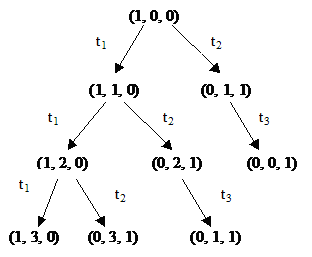 (1, 0, 0)
t1 t2
(1, 1, 0) (0, 1, 1)
t1 t2 t3
(1, 2, 0) (0, 2, 1) (0, 0, 1)
t1 t2 t3
(1, 3, 0) (0, 3, 1) (0, 1, 1)